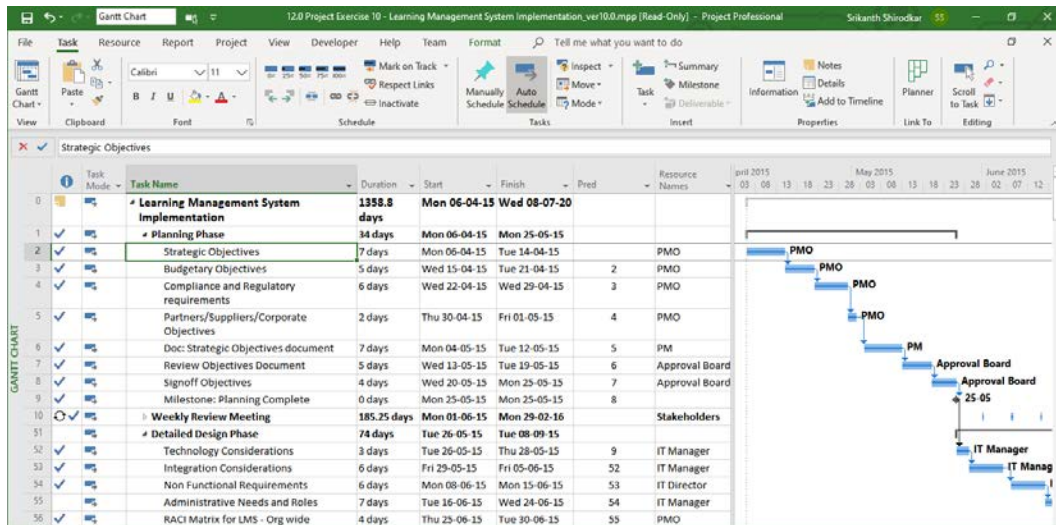 Gantt Chart
12.0 Project Exercise 10 - Learning Management System Implementation_ver10.0.mpp [Read-Only] - Project Professional
Srikanth Shirodkar SS
File Task Resource Report Project View Developer Help Team Format Tell me what you want to do
Gantt Chart
View
Paste
Clipboard
Calibri 11
B I U A
Font
0% 25% 50% 75% 100%
Mark on Track
Respect Links
Inactivate
Schedule
Manually Schedule
Auto Schedule
Inspect
Move
Mode
Tasks
Task
Summary
Milestone
Deliverable
Insert
Information
Notes
Details
Add to Timeline
Properties
Planner
Link To
Scroll to Task
Editing
Strategic Objectives
Task Mode Task Name Duration Start Finish Pred Resource Names
pril 2015 May 2015 June 2015
03 08 13 18 23 28 03 08 13 18 23 28 02 07 12
0 Learning Management System Implementation 1358.8 days Mon 06-04-15 Wed 08-07-20
1 Planning Phase 34 days Mon 06-04-15 Mon 25-05-15
2 Strategic Objectives 7 days Mon 06-04-15 Tue 14-04-15 PMO PMO
3 Budgetary Objectives 5 days Wed 15-04-15 Tue 21-04-15 2 PMO PMO
4 Compliance and Regulatory requirements 6 days Wed 22-04-15 Wed 29-04-15 3 PMO PMO
5 Partners/Suppliers/Corporate Objectives 2 days Thu 30-04-15 Fri 01-05-15 4 PMO PMO
6 Doc: Strategic Objectives document 7 days Mon 04-05-15 Tue 12-05-15 5 PM PM
7 Review Objectives Document 5 days Wed 13-05-15 Tue 19-05-15 6 Approval Board Approval Board
8 Signoff Objectives 4 days Wed 20-05-15 Mon 25-05-15 7 Approval Board Approval Board
9 Milestone: Planning Complete 0 days Mon 25-05-15 Mon 25-05-15 8 25-05
10 Weekly Review Meeting 185.25 days Mon 01-06-15 Mon 29-02-16 Stakeholders
51 Detailed Design Phase 74 days Tue 26-05-15 Tue 08-09-15
52 Technology Considerations 3 days Tue 26-05-15 Thu 28-05-15 9 IT Manager IT Manager
53 Integration Considerations 6 days Fri 29-05-15 Fri 05-06-15 52 IT Manager IT Manag
54 Non Functional Requirements 6 days Mon 08-06-15 Mon 15-06-15 53 IT Director
55 Administrative Needs and Roles 7 days Tue 16-06-15 Wed 24-06-15 54 IT Manager
56 RACI Matrix for LMS - Org wide 4 days Thu 25-06-15 Tue 30-06-15 55 PMO
GANTT CHART